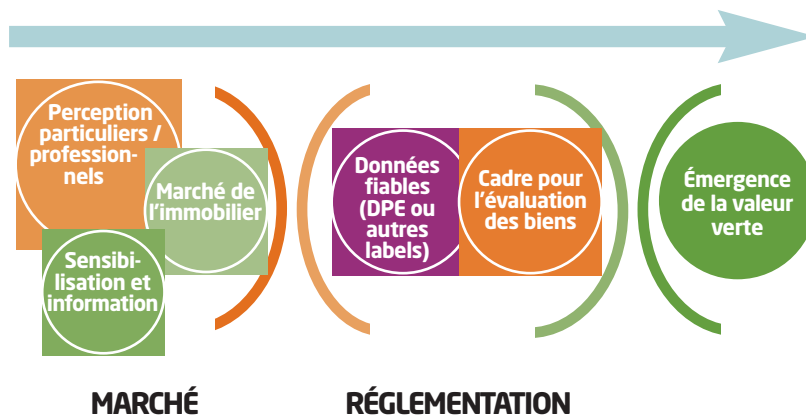 Perception
particuliers /
profession-
nels
Marché de
l'immobilier
Sensibi-
lisation et
information
Données
fiables
(DPE ou
autres
labels)
Cadre pour
l'évaluation
des biens
Émergence
de la valeur
verte
MARCHÉ
RÉGLEMENTATION